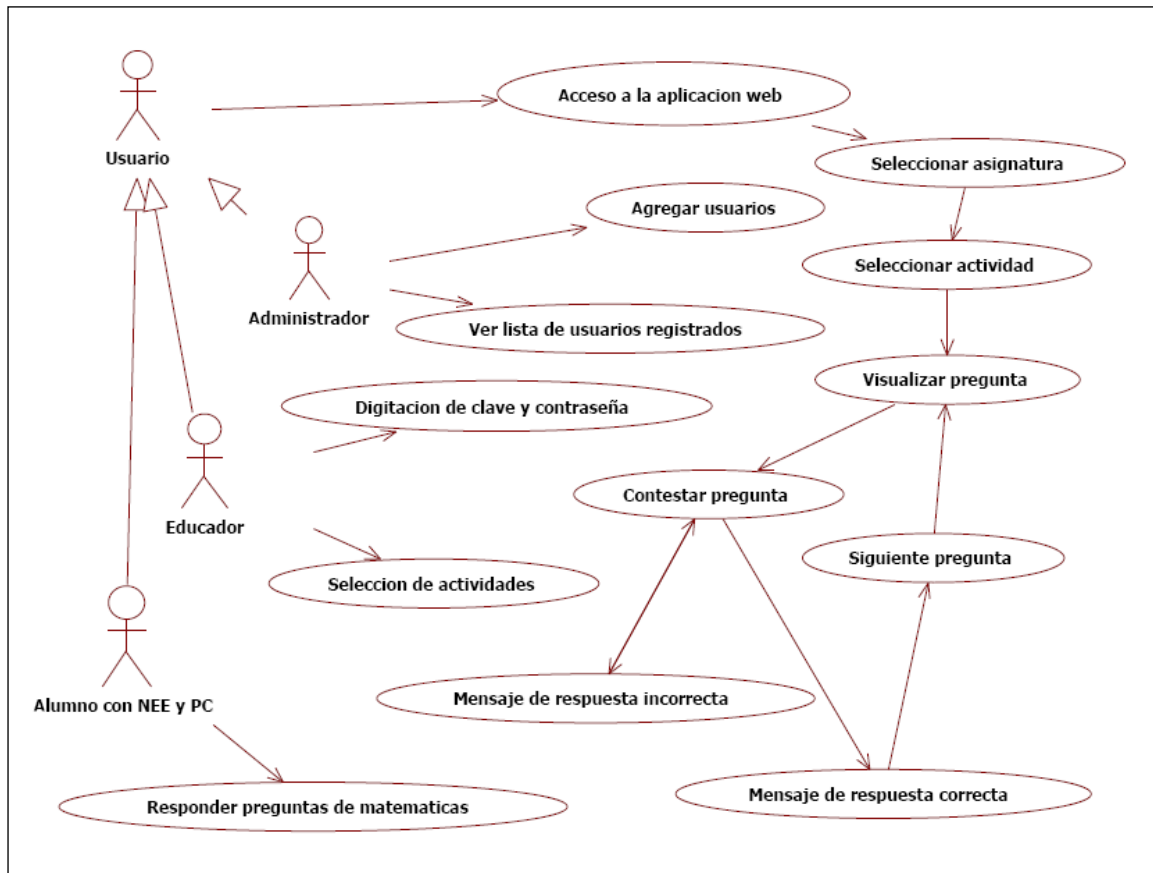 Acceso a la aplicacion web
Usuario
Seleccionar asignatura
Agregar usuarios
Seleccionar actividad
Administrador
Ver lista de usuarios registrados
Visualizar pregunta
Digitacion de clave y contraseña
Contestar pregunta
Educador
Siguiente pregunta
Seleccion de actividades
Mensaje de respuesta incorrecta
Alumno con NEE y PC
Mensaje de respuesta correcta
Responder preguntas de matematicas